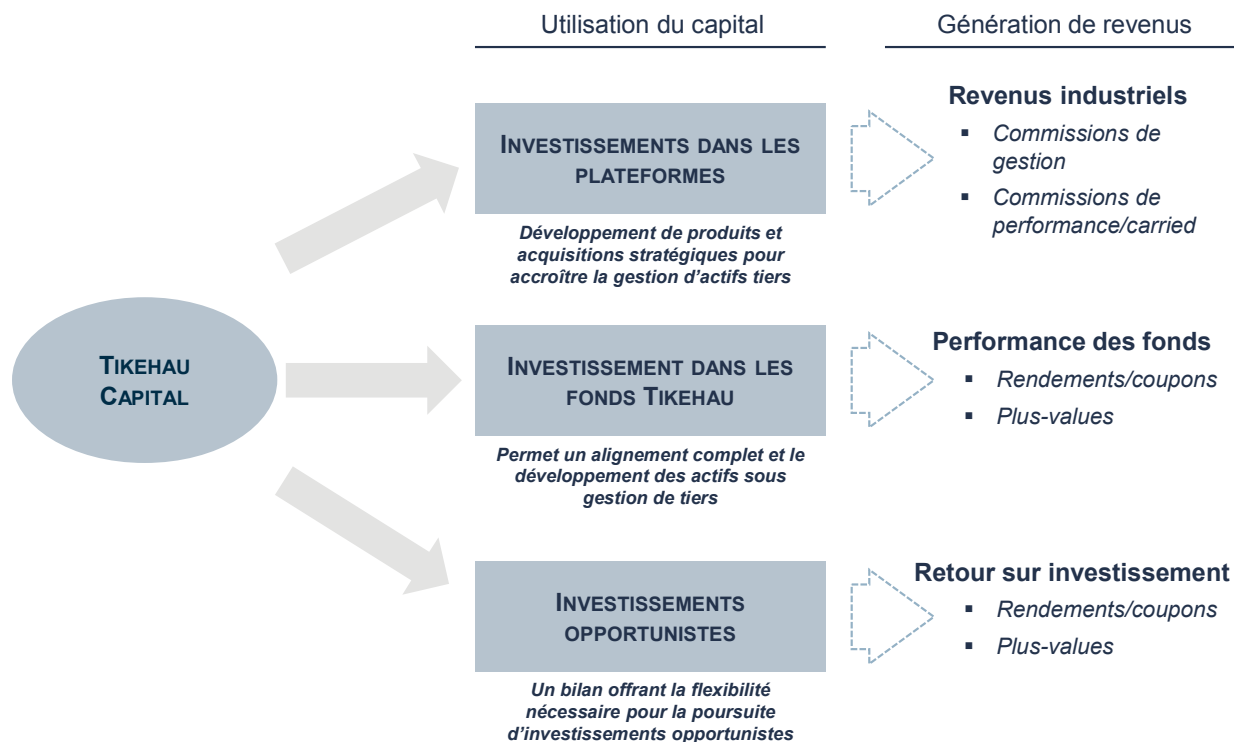 Utilisation du capital
Génération de revenus
TIKEHAU
CAPITAL
INVESTISSEMENTS DANS LES
PLATEFORMES
Développement de produits et
acquisitions stratégiques pour
accroître la gestion d'actifs tiers
Revenus industriels
▪ Commissions de
gestion
▪ Commissions de
performance/carried
INVESTISSEMENT DANS LES
FONDS TIKEHAU
Permet un alignement complet et le
développement des actifs sous
gestion de tiers
Performance des fonds
▪ Rendements/coupons
▪ Plus-values
INVESTISSEMENTS
OPPORTUNISTES
Un bilan offrant la flexibilité
nécessaire pour la poursuite
d'investissements opportunistes
Retour sur investissement
▪ Rendements/coupons
▪ Plus-values